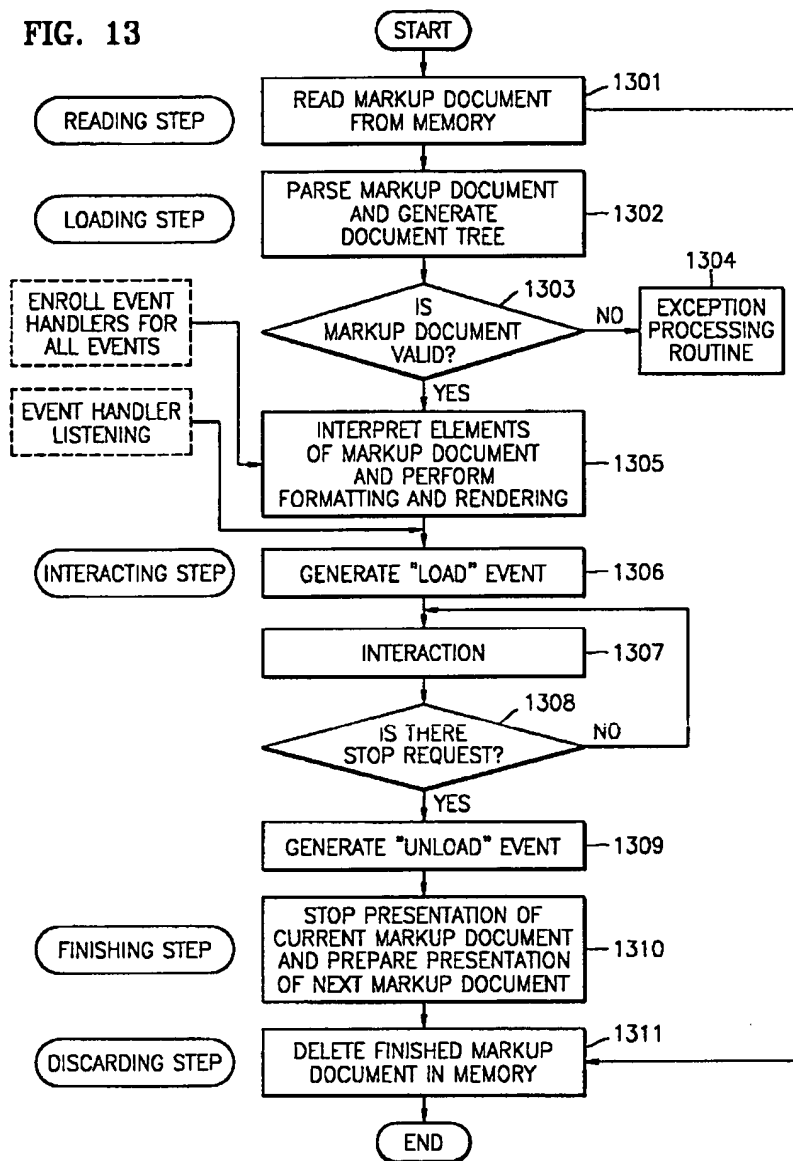 FIG. 13
START
1301
READ MARKUP DOCUMENT
FROM MEMORY
READING STEP
PARSE MARKUP DOCUMENT
AND GENERATE
DOCUMENT TREE
1302
LOADING STEP
1303
IS
MARKUP DOCUMENT
VALID?
NO
1304
EXCEPTION
PROCESSING
ROUTINE
ENROLL EVENT
HANDLERS FOR
ALL EVENTS
YES
EVENT HANDLER
LISTENING
INTERPRET ELEMENTS
OF MARKUP DOCUMENT
AND PERFORM
FORMATTING AND RENDERING
1305
INTERACTING STEP
GENERATE "LOAD" EVENT
1306
INTERACTION
1307
1308
IS THERE
STOP REQUEST?
NO
YES
GENERATE "UNLOAD" EVENT
1309
STOP PRESENTATION OF
CURRENT MARKUP DOCUMENT
AND PREPARE PRESENTATION
OF NEXT MARKUP DOCUMENT
1310
FINISHING STEP
1311
DELETE FINISHED MARKUP
DOCUMENT IN MEMORY
DISCARDING STEP
END